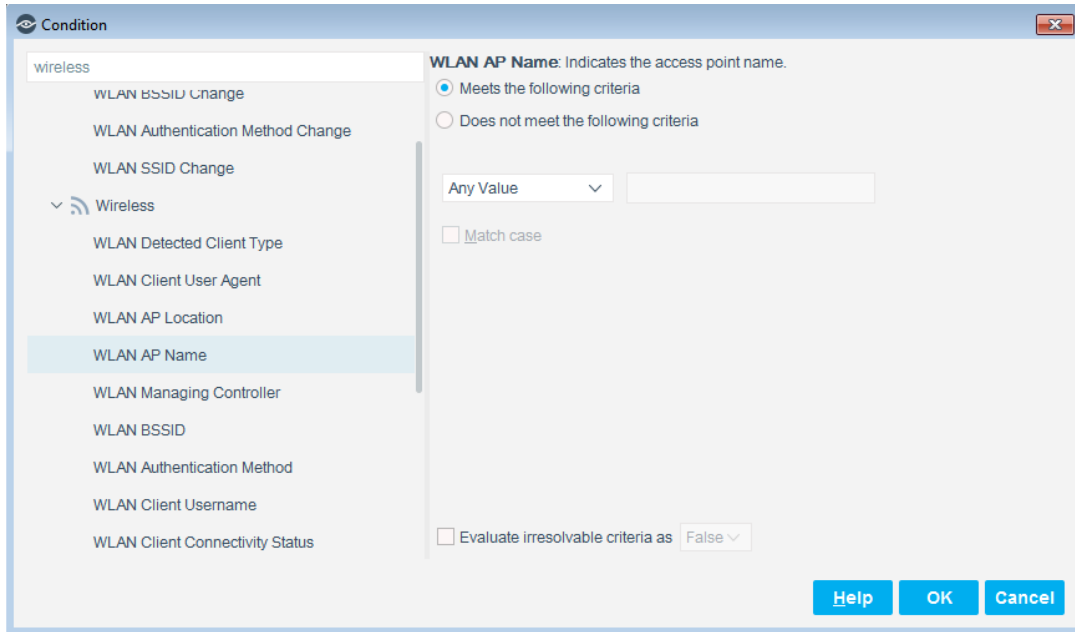 Condition
wireless
WLAN BSSID Change
WLAN Authentication Method Change
WLAN SSID Change
Wireless
WLAN Detected Client Type
WLAN Client User Agent
WLAN AP Location
WLAN AP Name
WLAN Managing Controller
WLAN BSSID
WLAN Authentication Method
WLAN Client Username
WLAN Client Connectivity Status
WLAN AP Name: Indicates the access point name.
Meets the following criteria
Does not meet the following criteria
Any Value
Match case
Evaluate irresolvable criteria as False
Help OK Cancel